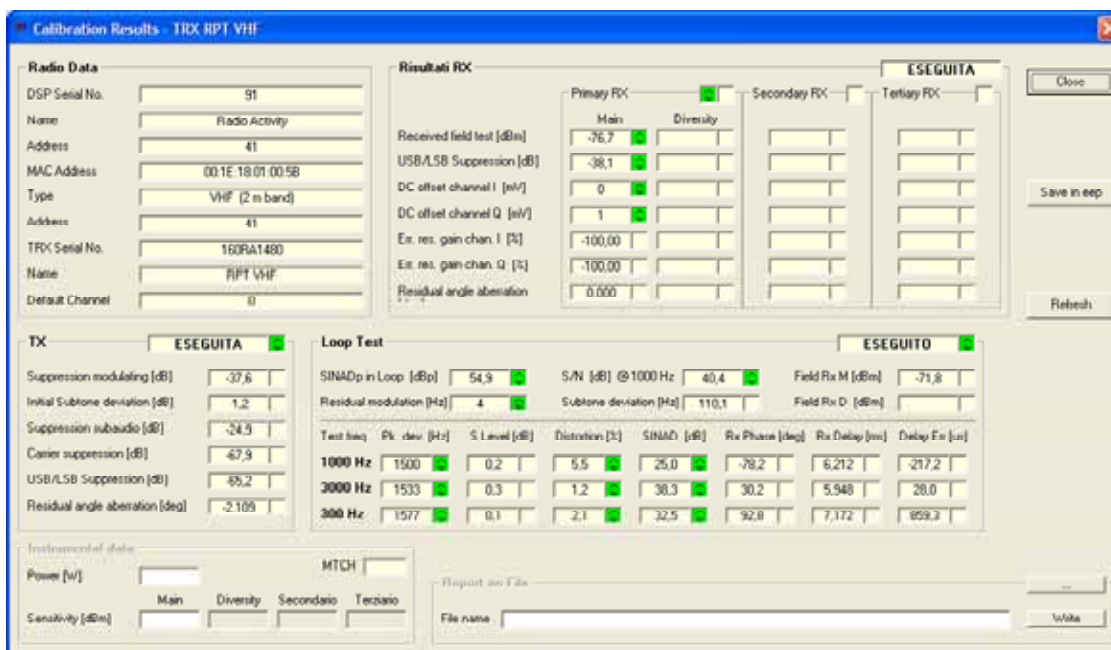 Calibration Results - TRX RPT VHF
Radio Data
DSP Serial No. 91
Name Radio Activity
Address 41
MAC Address 00:1E:18:01:00:5B
Type VHF (2 m band)
Address 41
TRX Serial No. 160RA1480
Name RPT VHF
Default Channel 0
Risultati RX ESEGUITA
Primary RX Secondary RX Tertiary RX
Main Diversity
Received field test [dBm] -76,7
USB/LSB Suppression [dB] -38,1
DC offset channel I [mV] 0
DC offset channel Q [mV] 1
Err. res. gain chan. I [%] -100,00
Err. res. gain chan. Q [%] -100,00
Residual angle aberration 0.000
Close
Save in eep
Refresh
TX ESEGUITA
Suppression modulating [dB] -37,6
Initial Subtone deviation [dB] 1,2
Suppression subaudio [dB] -24,9
Carrier suppression [dB] -67,9
USB/LSB Suppression [dB] -65,2
Residual angle aberration [deg] -2.109
Loop Test ESEGUITO
SINADp in Loop [dBp] 54,9 S/N [dB] @1000 Hz 40,4 Field Rx M [dBm] -71,8
Residual modulation [Hz] 4 Subtone deviation [Hz] 110,1 Field Rx D [dBm]
Test freq Pk. dev. [Hz] S Level [dB] Distortion [%] SINAD [dB] Rx Phase [deg] Rx Delay [ms] Delay Err [us]
1000 Hz 1500 0,2 5,5 25,0 -78,2 6,212 -217,2
3000 Hz 1533 0,3 1,2 38,3 30,2 5,948 28,0
300 Hz 1577 0,1 2,1 32,5 92,8 7,172 859,3
Instrumental data
Power [W] MTCH
Main Diversity Secondario Terziario
Sensitivity [dBm]
Report on File
File name
...
Write